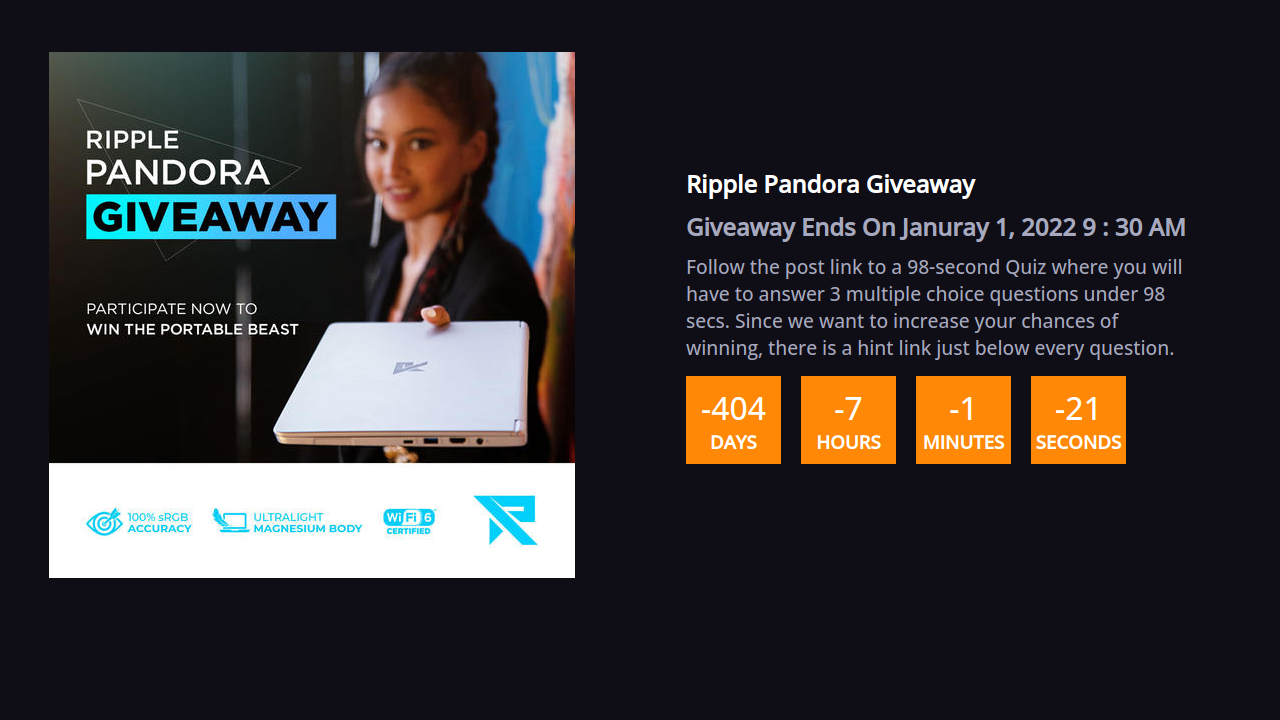 RIPPLE
PANDORA
GIVEAWAY
PARTICIPATE NOW TO
WIN THE PORTABLE BEAST
100% sRGB
ACCURACY
ULTRALIGHT
MAGNESIUM BODY
Wi Fi 6
CERTIFIED
Ripple Pandora Giveaway
Giveaway Ends On Januray 1, 2022 9 : 30 AM
Follow the post link to a 98-second Quiz where you will
have to answer 3 multiple choice questions under 98
secs. Since we want to increase your chances of
winning, there is a hint link just below every question.
-404 -7 -1 -21
DAYS HOURS MINUTES SECONDS